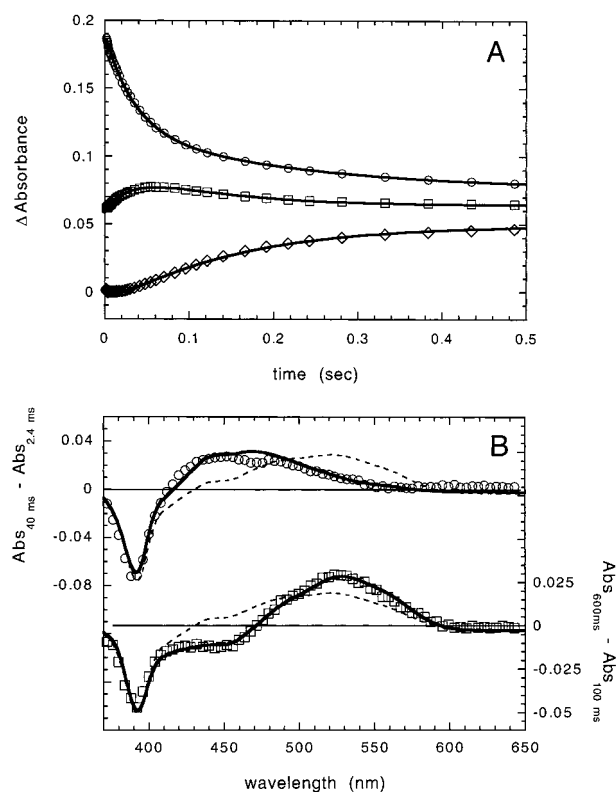 A
0.2
0.15
0.1
0.05
0
Δ Absorbance
0 0.1 0.2 0.3 0.4 0.5
time (sec)
B
0.04
0
-0.04
-0.08
Abs40 ms - Abs2.4 ms
0.025
0
-0.025
-0.05
Abs600ms - Abs100 ms
400 450 500 550 600 650
wavelength (nm)